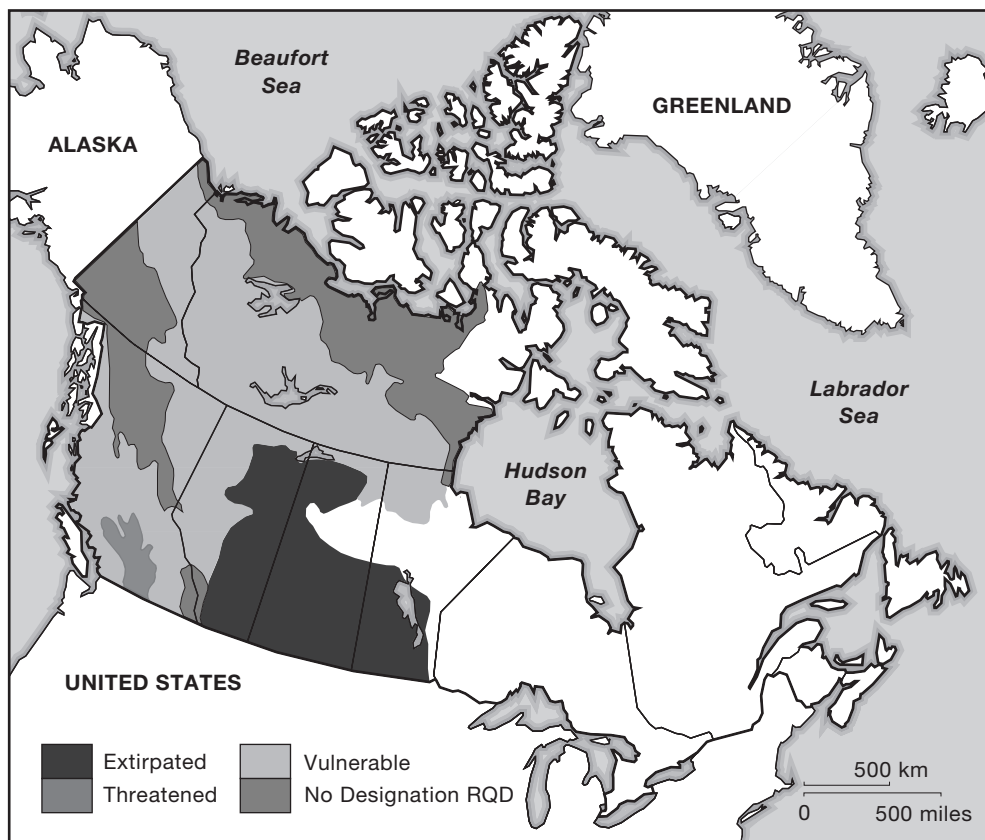 Beaufort
Sea
GREENLAND
ALASKA
Labrador
Sea
Hudson
Bay
UNITED STATES
Extirpated
Vulnerable
Threatened
No Designation RQD
500 km
0
500 miles